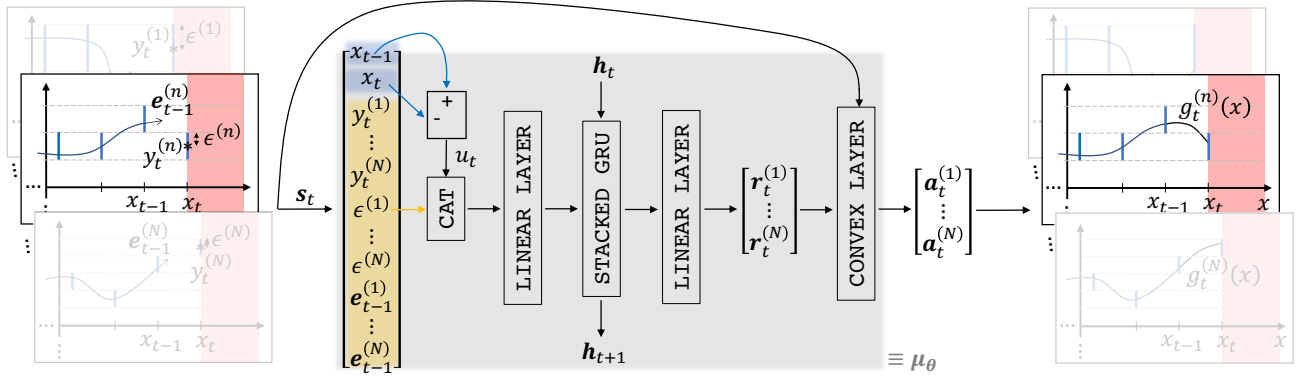 y_t^{(1)} * ϵ^{(1)}
e_{t-1}^{(n)}
y_t^{(n)} * ϵ^{(n)}
...
x_{t-1} x_t
⋮
e_{t-1}^{(N)}
* ϵ^{(N)}
y_t^{(N)}
...
x_{t-1} x_t
⋮
s_t
x_{t-1}
x_t
y_t^{(1)}
⋮
y_t^{(N)}
ϵ^{(1)}
⋮
ϵ^{(N)}
e_{t-1}^{(1)}
⋮
e_{t-1}^{(N)}
+
-
u_t
CAT
LINEAR LAYER
h_t
STACKED GRU
h_{t+1}
LINEAR LAYER
r_t^{(1)}
⋮
r_t^{(N)}
CONVEX LAYER
≡ μ_θ
a_t^{(1)}
⋮
a_t^{(N)}
g_t^{(n)}(x)
...
x_{t-1} x_t x
⋮
g_t^{(N)}(x)
...
x_{t-1} x_t x
⋮